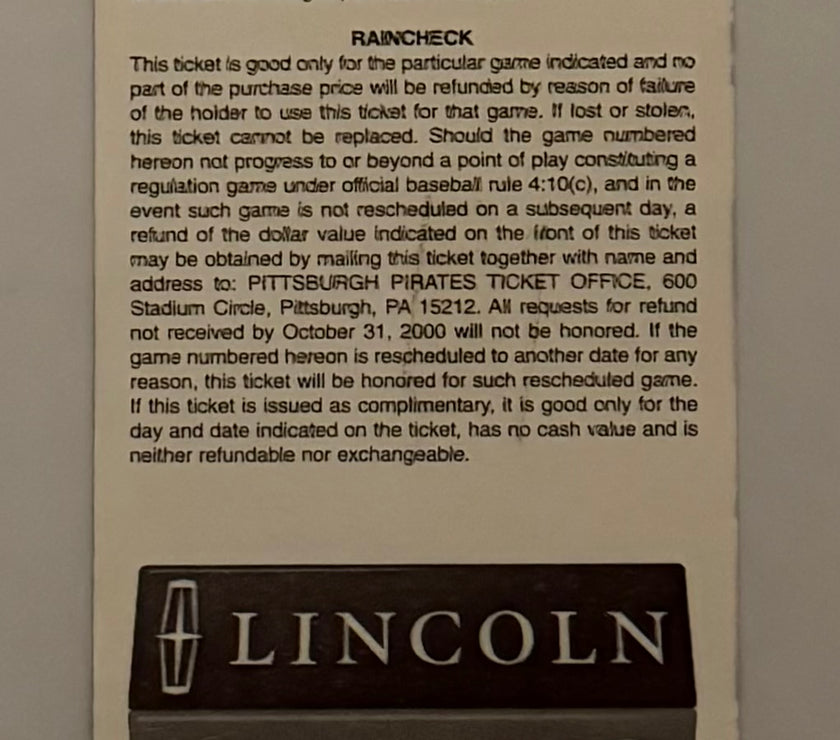 RAINCHECK
This ticket is good only for the particular game indicated and no
part of the purchase price will be refunded by reason of failure
of the holder to use this ticket for that game. If lost or stolen,
this ticket cannot be replaced. Should the game numbered
hereon not progress to or beyond a point of play constituting a
regulation game under official baseball rule 4:10(c), and in the
event such game is not rescheduled on a subsequent day, a
refund of the dollar value indicated on the front of this ticket
may be obtained by mailing this ticket together with name and
address to: PITTSBURGH PIRATES TICKET OFFICE, 600
Stadium Circle, Pittsburgh, PA 15212. All requests for refund
not received by October 31, 2000 will not be honored. If the
game numbered hereon is rescheduled to another date for any
reason, this ticket will be honored for such rescheduled game.
If this ticket is issued as complimentary, it is good only for the
day and date indicated on the ticket, has no cash value and is
neither refundable nor exchangeable.
LINCOLN